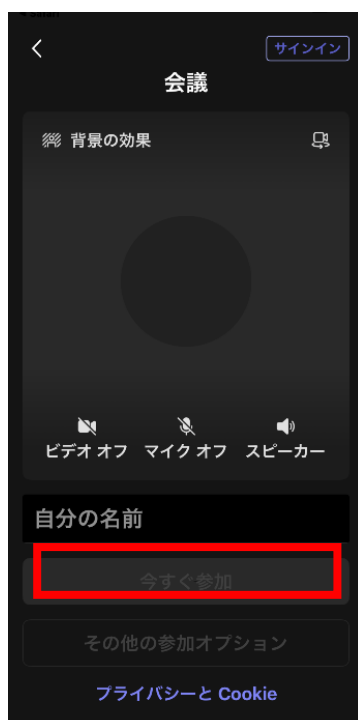 サインイン
会議
背景の効果
ビデオ オフ マイク オフ スピーカー
自分の名前
今すぐ参加
その他の参加オプション
プライバシーと Cookie